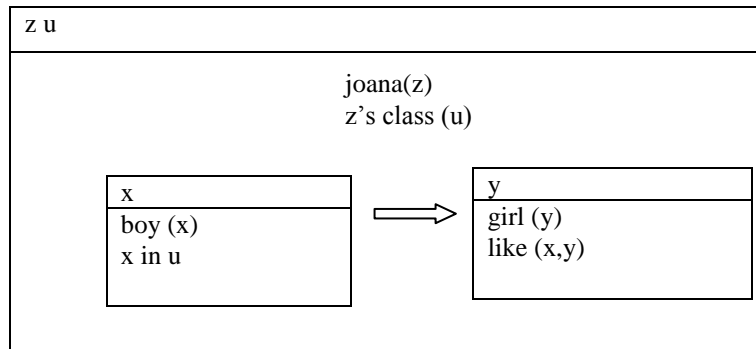 z u
joana(z)
z’s class (u)
x
boy (x)
x in u
y
girl (y)
like (x,y)